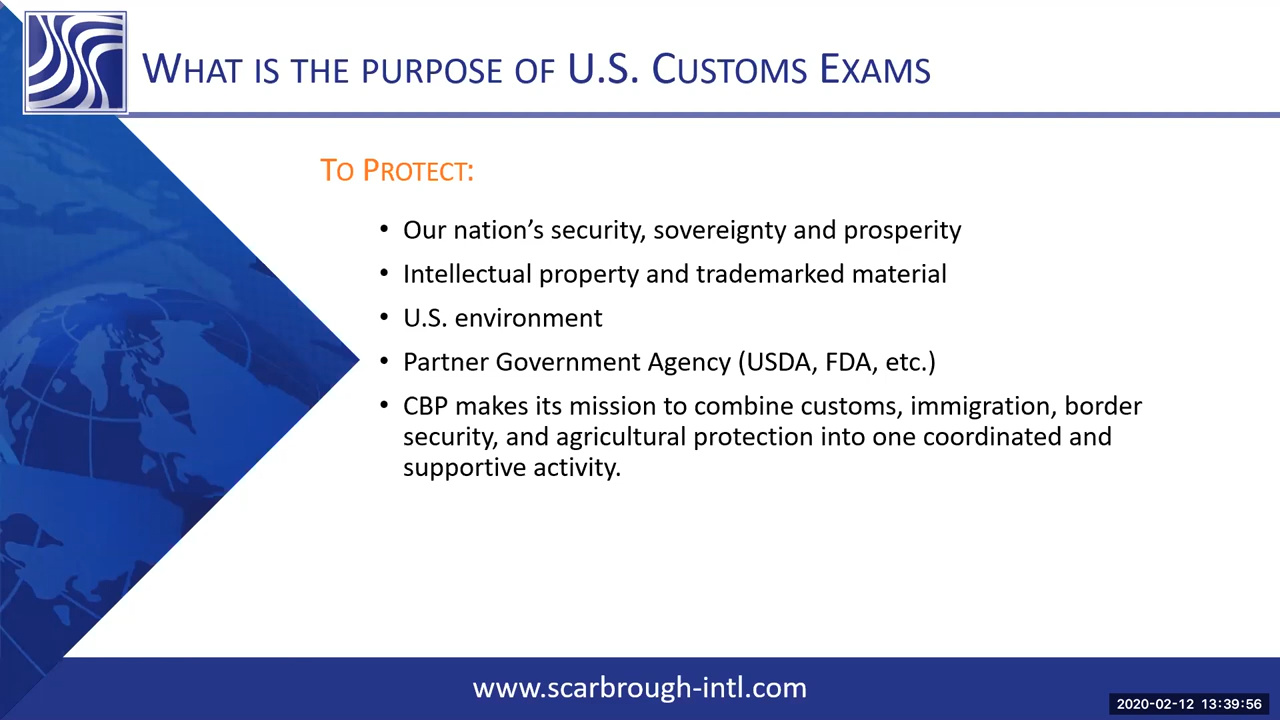 WHAT IS THE PURPOSE OF U.S. CUSTOMS EXAMS
TO PROTECT:
• Our nation’s security, sovereignty and prosperity
• Intellectual property and trademarked material
• U.S. environment
• Partner Government Agency (USDA, FDA, etc.)
• CBP makes its mission to combine customs, immigration, border
security, and agricultural protection into one coordinated and
supportive activity.
www.scarbrough-intl.com
2020-02-12 13:39:56